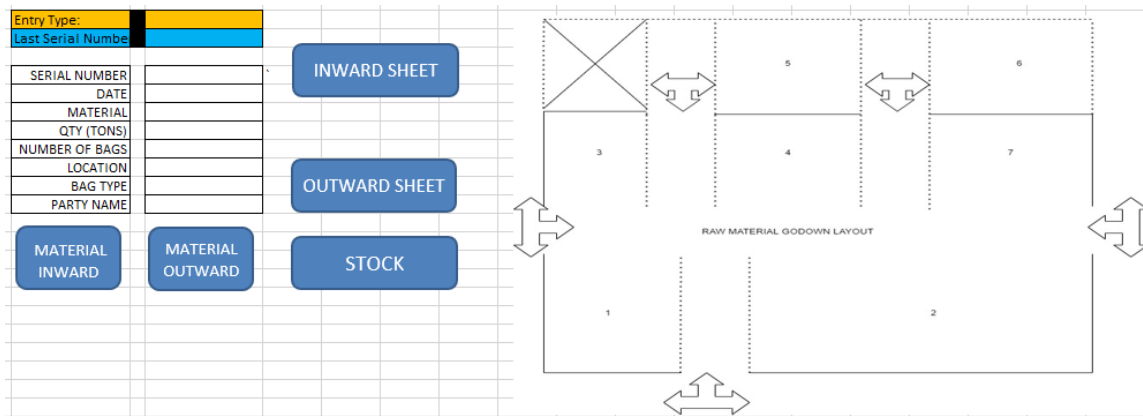 Entry Type:
Last Serial Numbe
SERIAL NUMBER
`
DATE
MATERIAL
QTY (TONS)
NUMBER OF BAGS
LOCATION
BAG TYPE
PARTY NAME
MATERIAL
INWARD
MATERIAL
OUTWARD
INWARD SHEET
OUTWARD SHEET
STOCK
5
6
3
4
7
RAW MATERIAL GODOWN LAYOUT
1
2